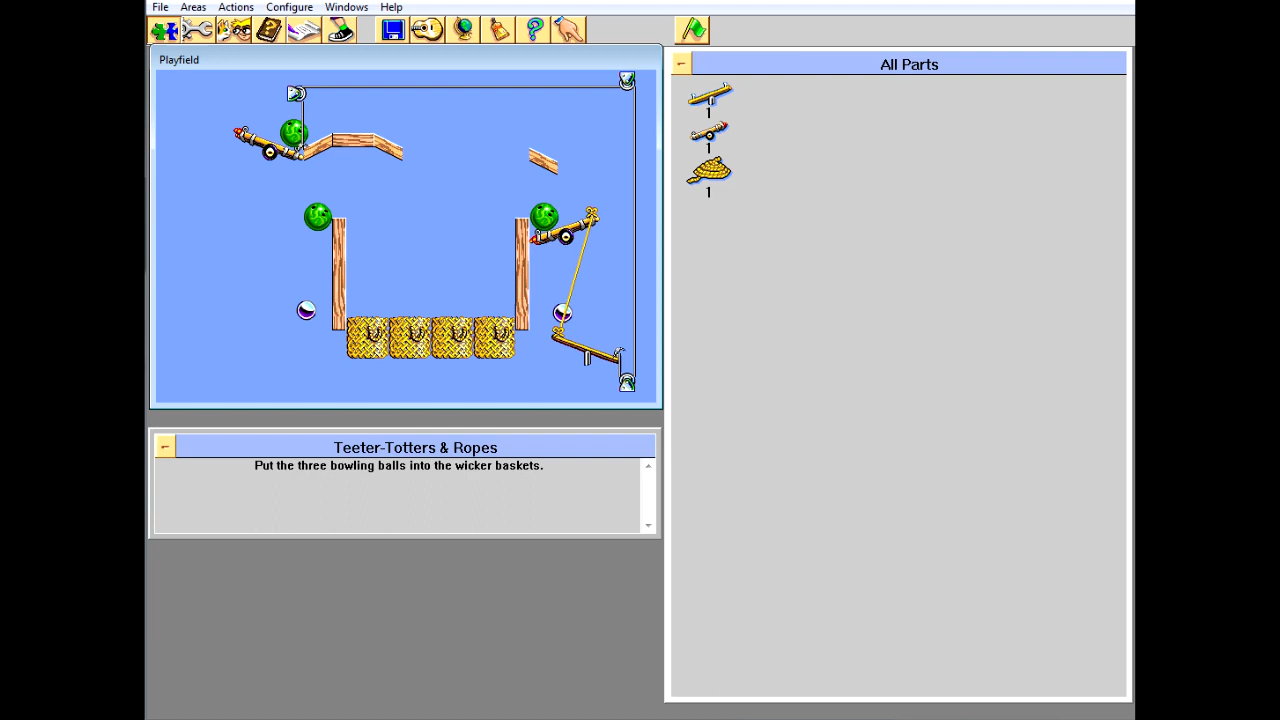 File Areas Actions Configure Windows Help
Playfield
All Parts
1
1
1
Teeter-Totters & Ropes
Put the three bowling balls into the wicker baskets.